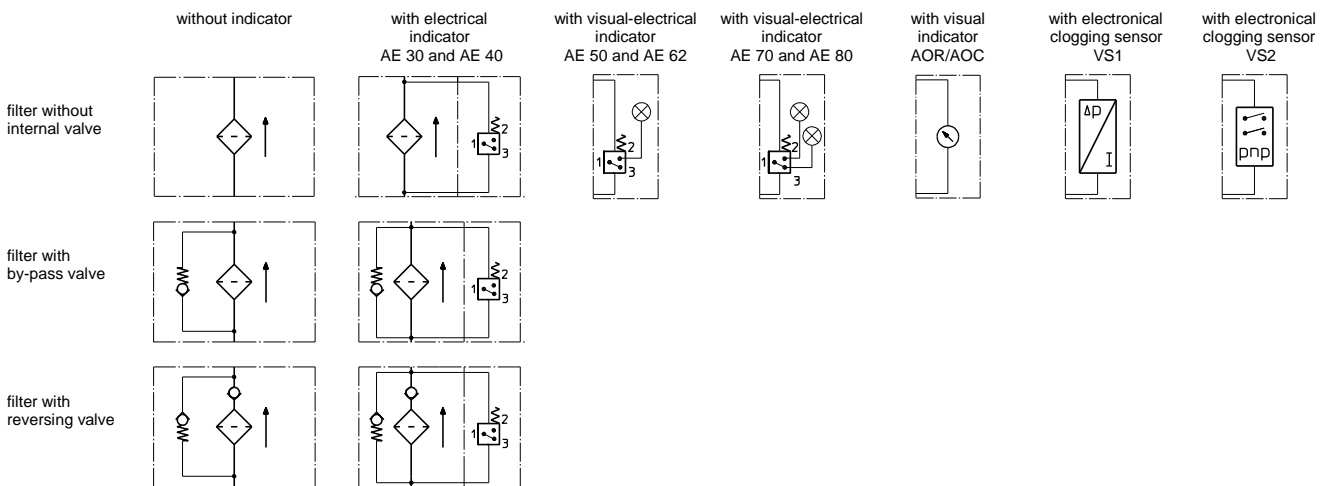 without indicator
with electrical
indicator
AE 30 and AE 40
with visual-electrical
indicator
AE 50 and AE 62
with visual-electrical
indicator
AE 70 and AE 80
with visual
indicator
AOR/AOC
with electronical
clogging sensor
VS1
with electronical
clogging sensor
VS2
filter without
internal valve
1 2 3
1 2 3
1 2 3
Δp
I
pnp
filter with
by-pass valve
1 2 3
filter with
reversing valve
1 2 3